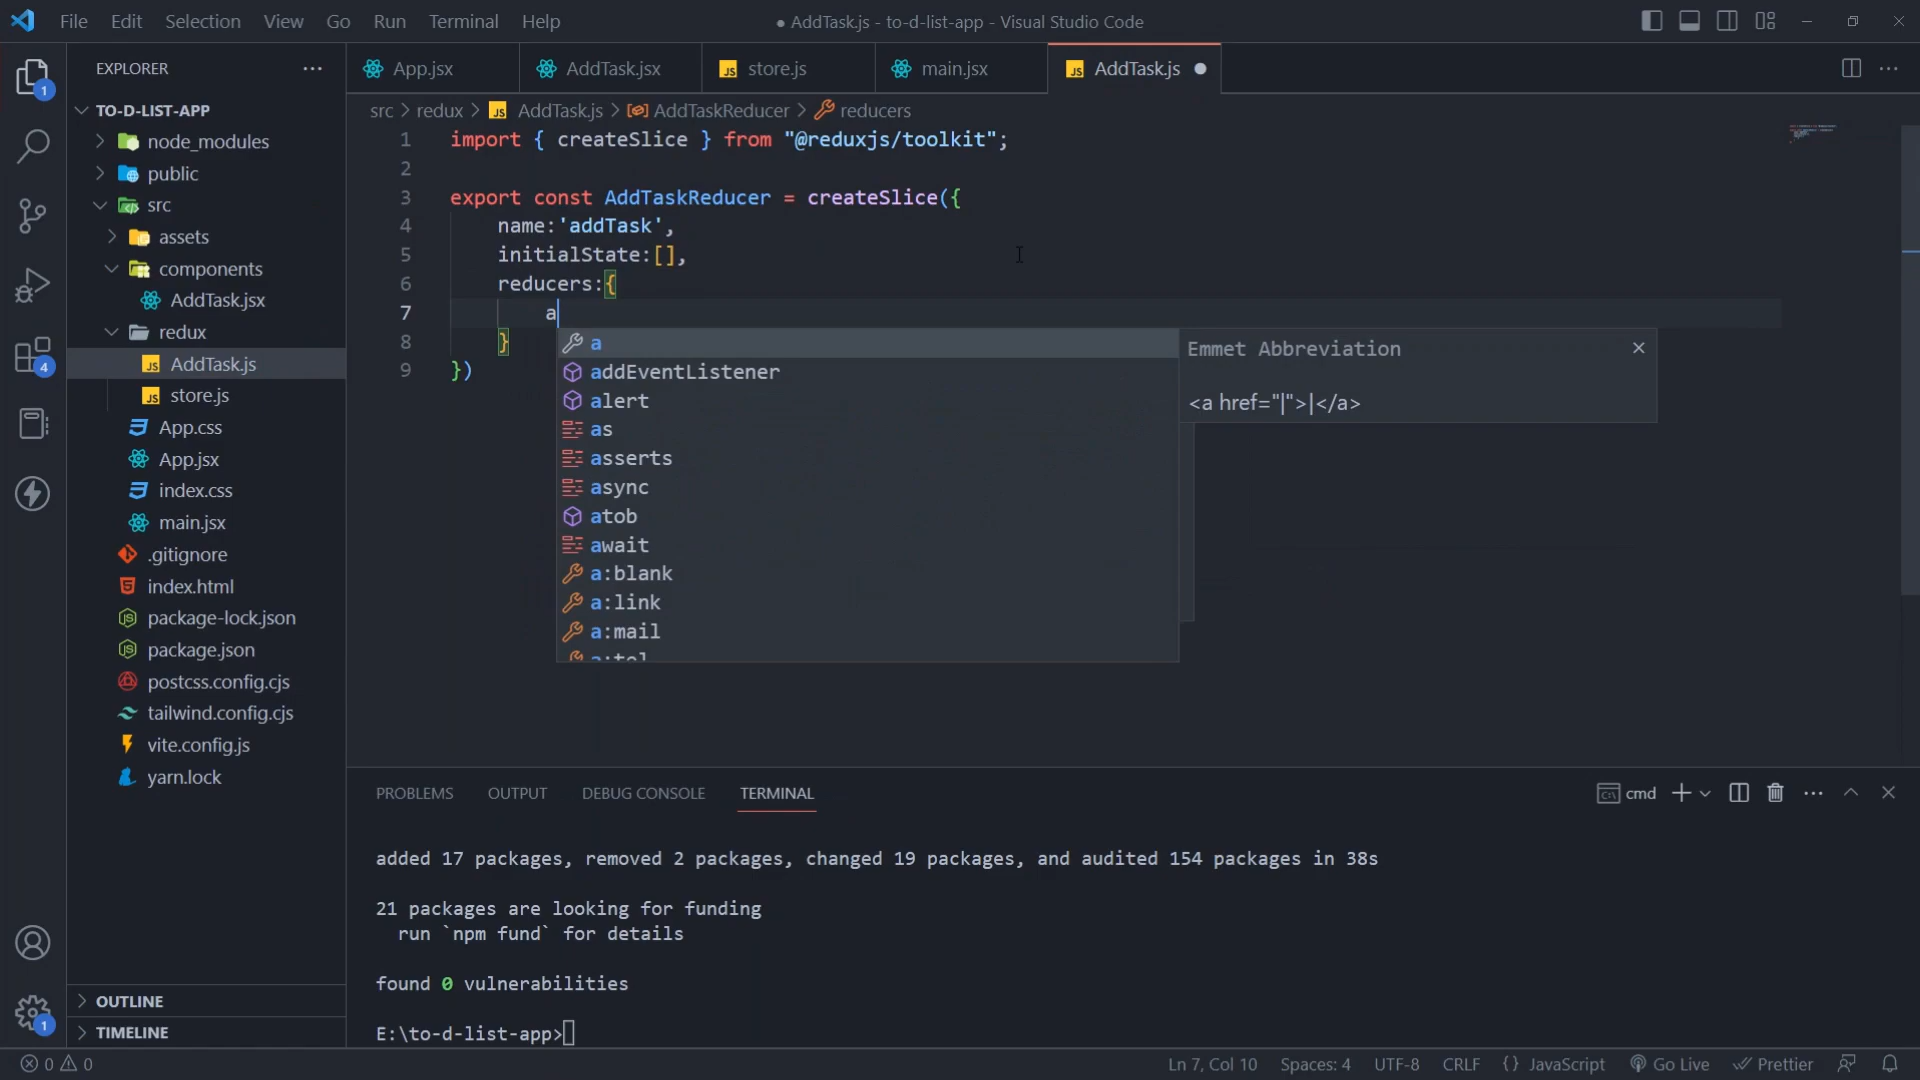 File Edit Selection View Go Run Terminal Help
● AddTask.js - to-d-list-app - Visual Studio Code
EXPLORER
App.jsx
AddTask.jsx
store.js
main.jsx
AddTask.js
TO-D-LIST-APP
src > redux > AddTask.js > AddTaskReducer > reducers
node_modules
public
src
assets
components
AddTask.jsx
redux
AddTask.js
store.js
App.css
App.jsx
index.css
main.jsx
.gitignore
index.html
package-lock.json
package.json
postcss.config.cjs
tailwind.config.cjs
vite.config.js
yarn.lock
OUTLINE
TIMELINE
1 import { createSlice } from "@reduxjs/toolkit";
2
3 export const AddTaskReducer = createSlice({
4 name:'addTask',
5 initialState:[],
6 reducers:{
7 a
8 }
9 })
a
addEventListener
alert
as
asserts
async
atob
await
a:blank
a:link
a:mail
a:tel
Emmet Abbreviation
<a href="|">|</a>
PROBLEMS OUTPUT DEBUG CONSOLE TERMINAL
cmd
added 17 packages, removed 2 packages, changed 19 packages, and audited 154 packages in 38s
21 packages are looking for funding
run `npm fund` for details
found 0 vulnerabilities
E:\to-d-list-app>
1
4
1
0 0
Ln 7, Col 10 Spaces: 4 UTF-8 CRLF {} JavaScript Go Live Prettier